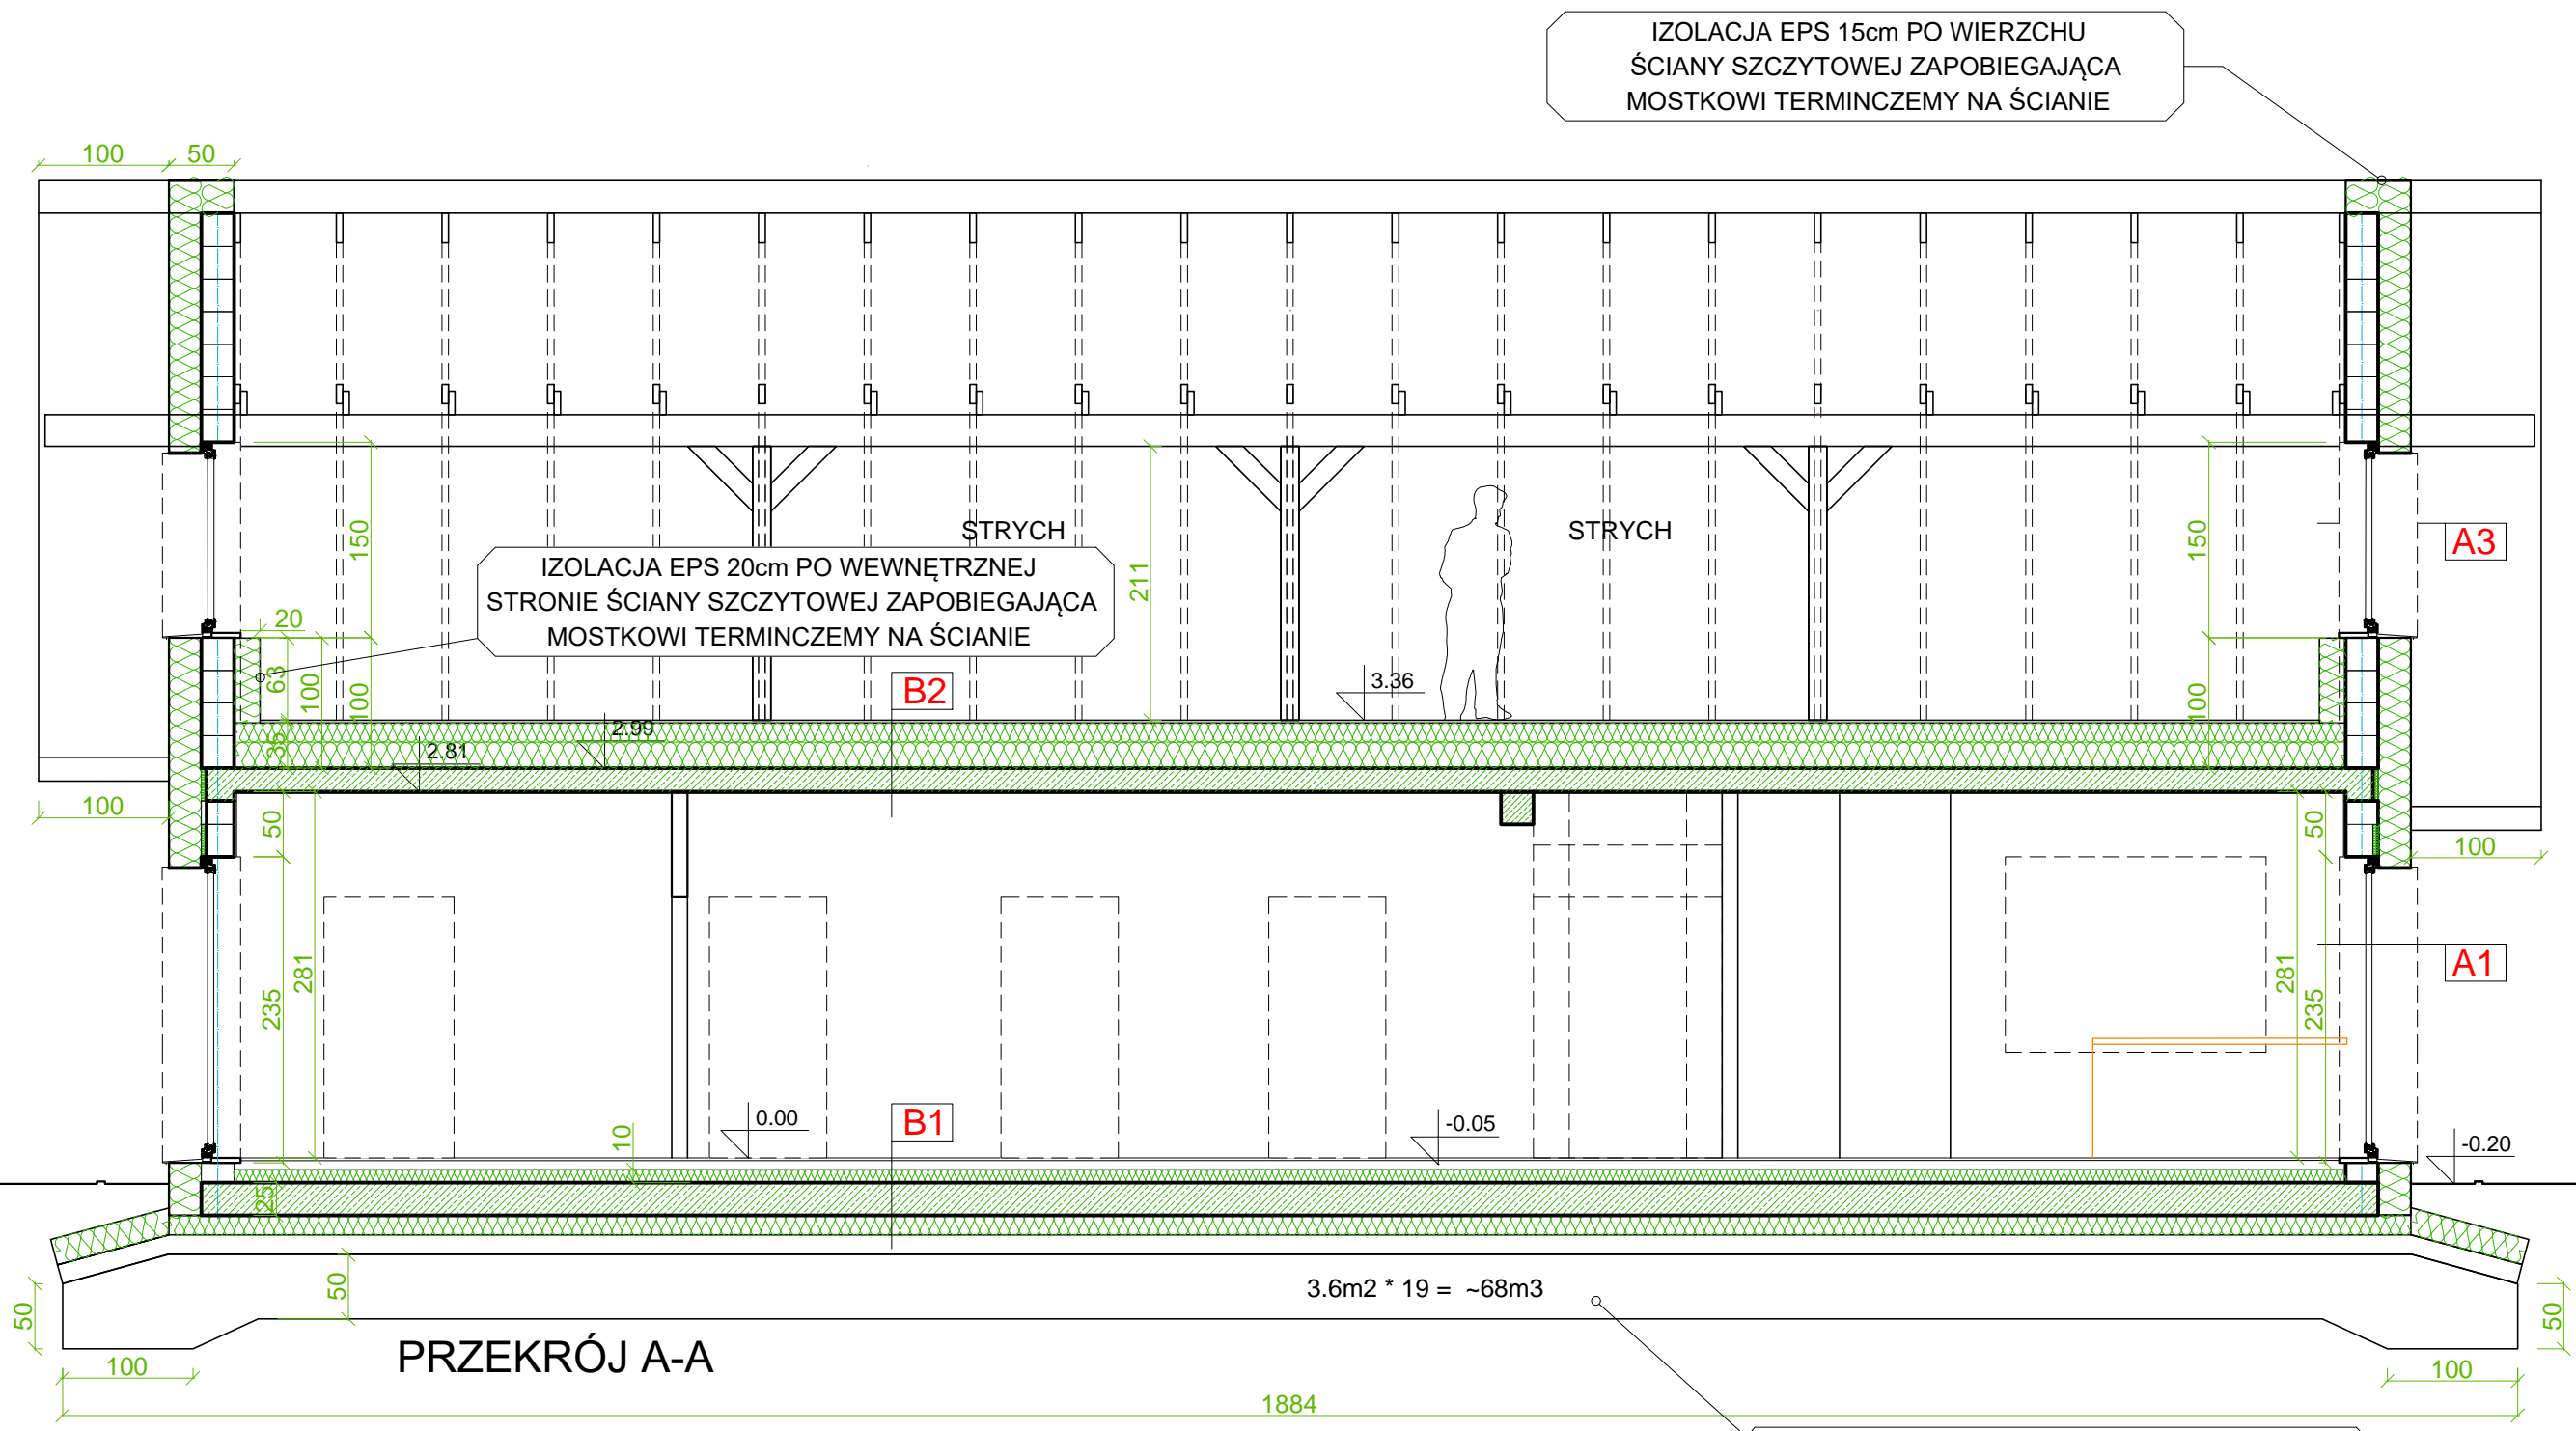 IZOLACJA EPS 15cm PO WIERZCHU
ŚCIANY SZCZYTOWEJ ZAPOBIEGAJĄCA
MOSTKOWI TERMINCZEMY NA ŚCIANIE
100
50
STRYCH
STRYCH
150
150
A3
IZOLACJA EPS 20cm PO WEWNĘTRZNEJ
STRONIE ŚCIANY SZCZYTOWEJ ZAPOBIEGAJĄCA
MOSTKOWI TERMINCZEMY NA ŚCIANIE
211
20
63
100
100
B2
3.36
100
35
2.81
2.99
100
50
50
100
235
281
281
235
A1
10
0.00
B1
-0.05
-0.20
25
50
50
3.6m2 * 19 = ~68m3
50
PRZEKRÓJ A-A
100
100
1884